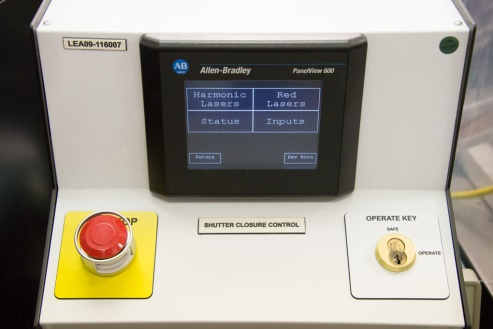 LEA09-116007
AB
Allen-Bradley
PanelView 600
Harmonic
Lasers
Red
Lasers
Status
Inputs
Return
SHUTTER CLOSURE CONTROL
OPERATE KEY
SAFE
OPERATE